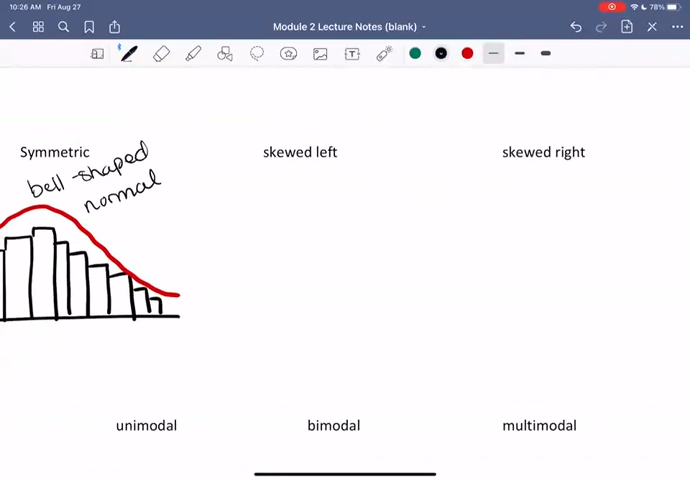 10:26 AM Fri Aug 27
78%
Module 2 Lecture Notes (blank)
Symmetric
skewed left
skewed right
bell-shaped
normal
unimodal
bimodal
multimodal